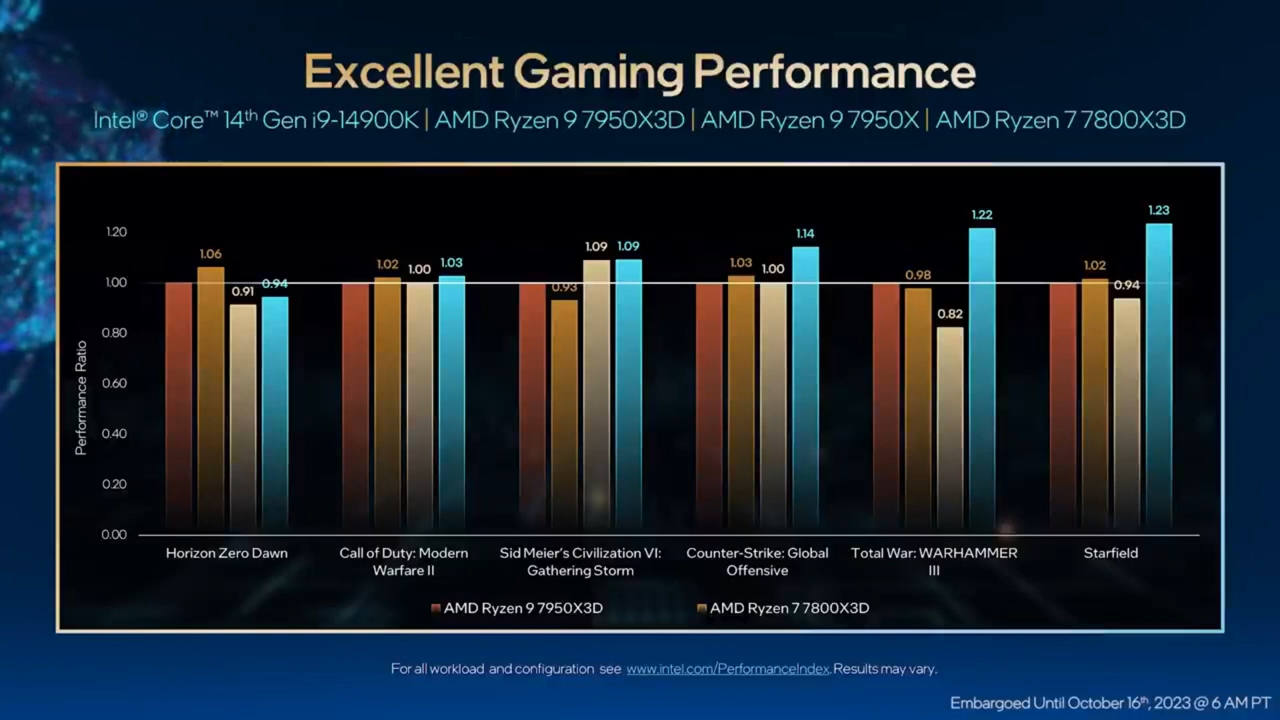 Excellent Gaming Performance
Intel® Core™ 14th Gen i9-14900K | AMD Ryzen 9 7950X3D | AMD Ryzen 9 7950X | AMD Ryzen 7 7800X3D
Performance Ratio
1.20
1.00
0.80
0.60
0.40
0.20
0.00
1.06
0.91
0.94
1.02
1.00
1.03
0.93
1.09
1.09
1.03
1.00
1.14
0.98
0.82
1.22
1.02
0.94
1.23
Horizon Zero Dawn
Call of Duty: Modern
Warfare II
Sid Meier's Civilization VI:
Gathering Storm
Counter-Strike: Global
Offensive
Total War: WARHAMMER
III
Starfield
AMD Ryzen 9 7950X3D
AMD Ryzen 7 7800X3D
For all workload and configuration see www.intel.com/PerformanceIndex. Results may vary.
Embargoed Until October 16th, 2023 @ 6 AM PT